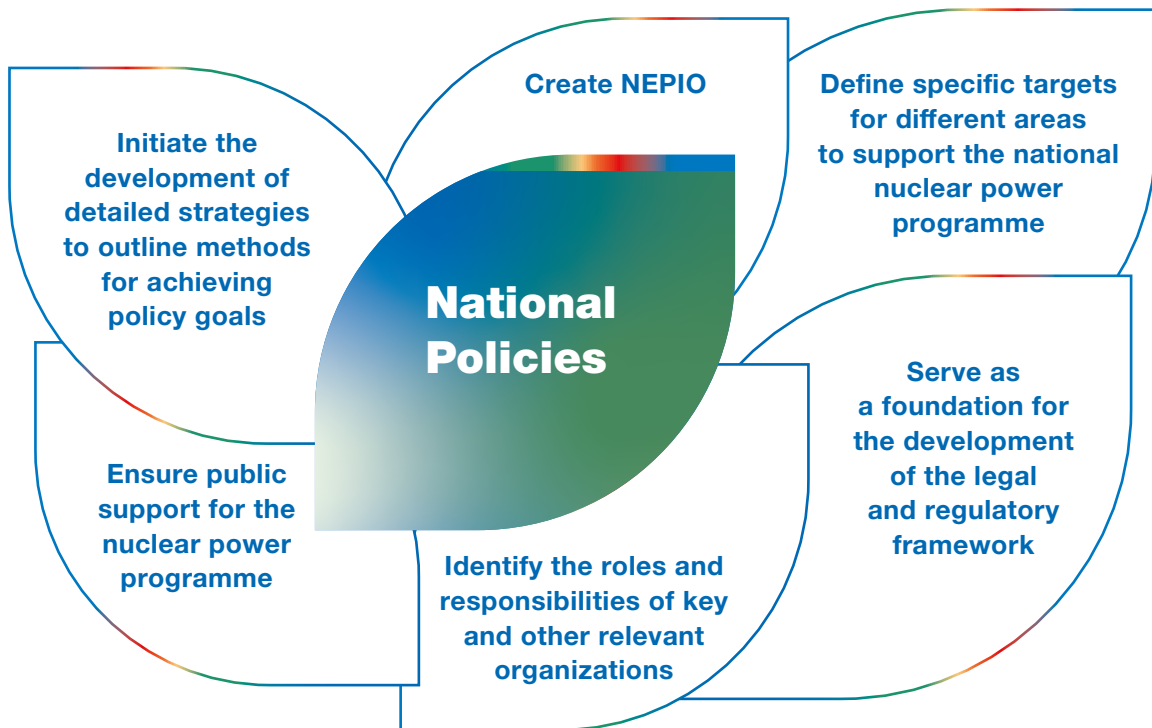 Create NEPIO
Define specific targets
for different areas
to support the national
nuclear power
programme
Initiate the
development of
detailed strategies
to outline methods
for achieving
policy goals
National
Policies
Serve as
a foundation for
the development
of the legal
and regulatory
framework
Ensure public
support for the
nuclear power
programme
Identify the roles and
responsibilities of key
and other relevant
organizations